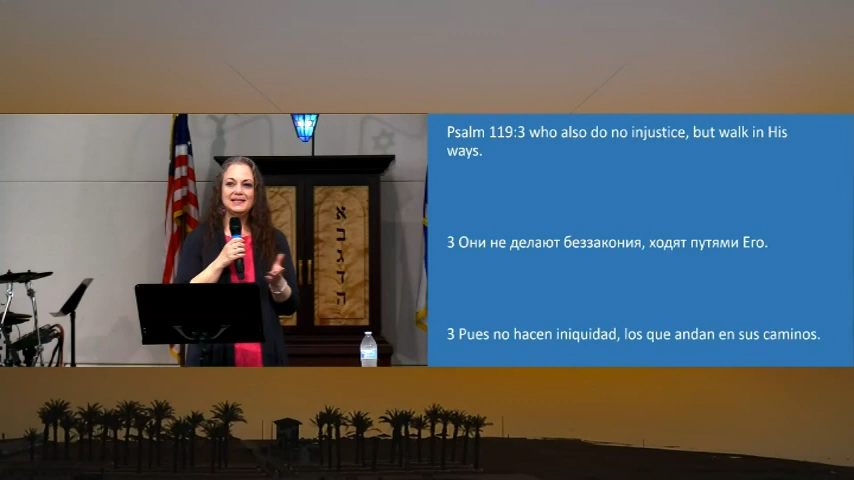 Psalm 119:3 who also do no injustice, but walk in His
ways.
3 Они не делают беззакония, ходят путями Его.
3 Pues no hacen iniquidad, los que andan en sus caminos.
א
ב
ג
ד
ה